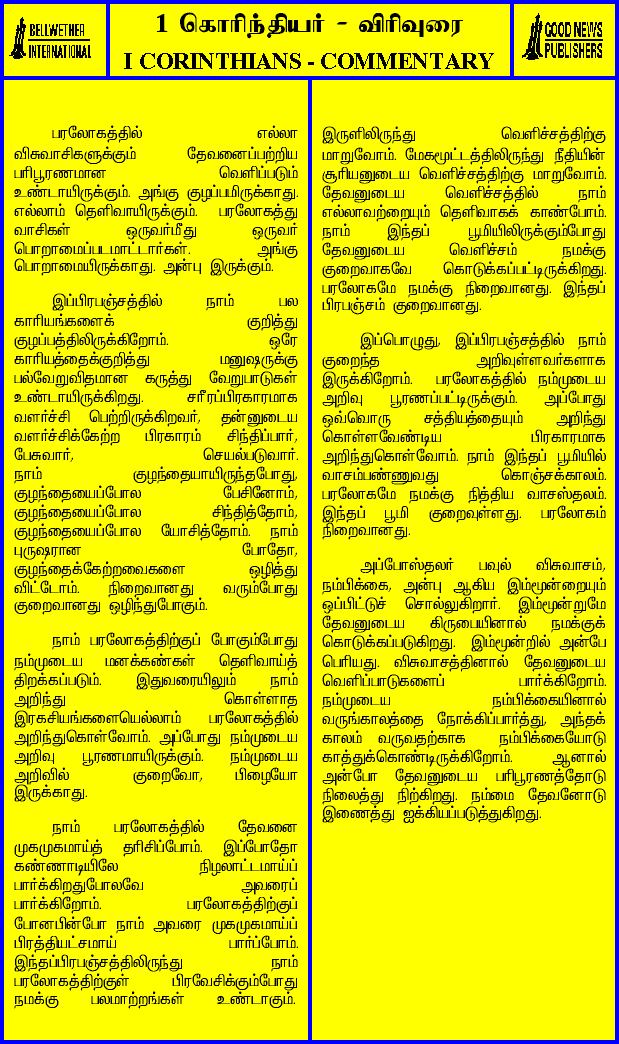 BELLWETHER
INTERNATIONAL
1 கொரிந்தியர் - விரிவுரை
I CORINTHIANS - COMMENTARY
GOOD NEWS
PUBLISHERS
பரலோகத்தில் எல்லா
விசுவாசிகளுக்கும் தேவனைப்பற்றிய
பரிபூரணமான வெளிப்படும்
உண்டாயிருக்கும். அங்கு குழப்பமிருக்காது.
எல்லாம் தெளிவாயிருக்கும். பரலோகத்து
வாசிகள் ஒருவர்மீது ஒருவர்
பொறாமைப்படமாட்டார்கள். அங்கு
பொறாமையிருக்காது. அன்பு இருக்கும்.
இப்பிரபஞ்சத்தில் நாம் பல
காரியங்களைக் குறித்து
குழப்பத்திலிருக்கிறோம். ஒரே
காரியத்தைக்குறித்து மனுஷருக்கு
பல்வேறுவிதமான கருத்து வேறுபாடுகள்
உண்டாயிருக்கிறது. சரீரப்பிரகாரமாக
வளர்ச்சி பெற்றிருக்கிறவர், தன்னுடைய
வளர்ச்சிக்கேற்ற பிரகாரம் சிந்திப்பார்,
பேசுவார், செயல்படுவார்.
நாம் குழந்தையாயிருந்தபோது,
குழந்தையைப்போல பேசினோம்,
குழந்தையைப்போல சிந்தித்தோம்,
குழந்தையைப்போல யோசித்தோம். நாம்
புருஷரான போதோ,
குழந்தைக்கேற்றவைகளை ஒழித்து
விட்டோம். நிறைவானது வரும்போது
குறைவானது ஒழிந்துபோகும்.
நாம் பரலோகத்திற்குப் போகும்போது
நம்முடைய மனக்கண்கள் தெளிவாய்த்
திறக்கப்படும். இதுவரையிலும் நாம்
அறிந்து கொள்ளாத
இரகசியங்களையெல்லாம் பரலோகத்தில்
அறிந்துகொள்வோம். அப்போது நம்முடைய
அறிவு பூரணமாயிருக்கும். நம்முடைய
அறிவில் குறைவோ, பிழையோ
இருக்காது.
நாம் பரலோகத்தில் தேவனை
முகமுகமாய்த் தரிசிப்போம். இப்போதோ
கண்ணாடியிலே நிழலாட்டமாய்ப்
பார்க்கிறதுபோலவே அவரைப்
பார்க்கிறோம். பரலோகத்திற்குப்
போனபின்போ நாம் அவரை முகமுகமாய்ப்
பிரத்தியட்சமாய் பார்ப்போம்.
இந்தப்பிரபஞ்சத்திலிருந்து நாம்
பரலோகத்திற்குள் பிரவேசிக்கும்போது
நமக்கு பலமாற்றங்கள் உண்டாகும்.
இருளிலிருந்து வெளிச்சத்திற்கு
மாறுவோம். மேகமூட்டத்திலிருந்து நீதியின்
சூரியனுடைய வெளிச்சத்திற்கு மாறுவோம்.
தேவனுடைய வெளிச்சத்தில் நாம்
எல்லாவற்றையும் தெளிவாகக் காண்போம்.
நாம் இந்தப் பூமியிலிருக்கும்போது
தேவனுடைய வெளிச்சம் நமக்கு
குறைவாகவே கொடுக்கப்பட்டிருக்கிறது.
பரலோகமே நமக்கு நிறைவானது. இந்தப்
பிரபஞ்சம் குறைவானது.
இப்பொழுது, இப்பிரபஞ்சத்தில் நாம்
குறைந்த அறிவுள்ளவர்களாக
இருக்கிறோம். பரலோகத்தில் நம்முடைய
அறிவு பூரணப்பட்டிருக்கும். அப்போது
ஒவ்வொரு சத்தியத்தையும் அறிந்து
கொள்ளவேண்டிய பிரகாரமாக
அறிந்துகொள்வோம். நாம் இந்தப் பூமியில்
வாசம்பண்ணுவது கொஞ்சக்காலம்.
பரலோகமே நமக்கு நித்திய வாசஸ்தலம்.
இந்தப் பூமி குறைவுள்ளது. பரலோகம்
நிறைவானது.
அப்போஸ்தலர் பவுல் விசுவாசம்,
நம்பிக்கை, அன்பு ஆகிய இம்மூன்றையும்
ஒப்பிட்டுச் சொல்லுகிறார். இம்மூன்றுமே
தேவனுடைய கிருபையினால் நமக்குக்
கொடுக்கப்படுகிறது. இம்மூன்றில் அன்பே
பெரியது. விசுவாசத்தினால் தேவனுடைய
வெளிப்பாடுகளைப் பார்க்கிறோம்.
நம்முடைய நம்பிக்கையினால்
வருங்காலத்தை நோக்கிப்பார்த்து, அந்தக்
காலம் வருவதற்காக நம்பிக்கையோடு
காத்துக்கொண்டிருக்கிறோம். ஆனால்
அன்போ தேவனுடைய பரிபூரணத்தோடு
நிலைத்து நிற்கிறது. நம்மை தேவனோடு
இணைத்து ஐக்கியப்படுத்துகிறது.